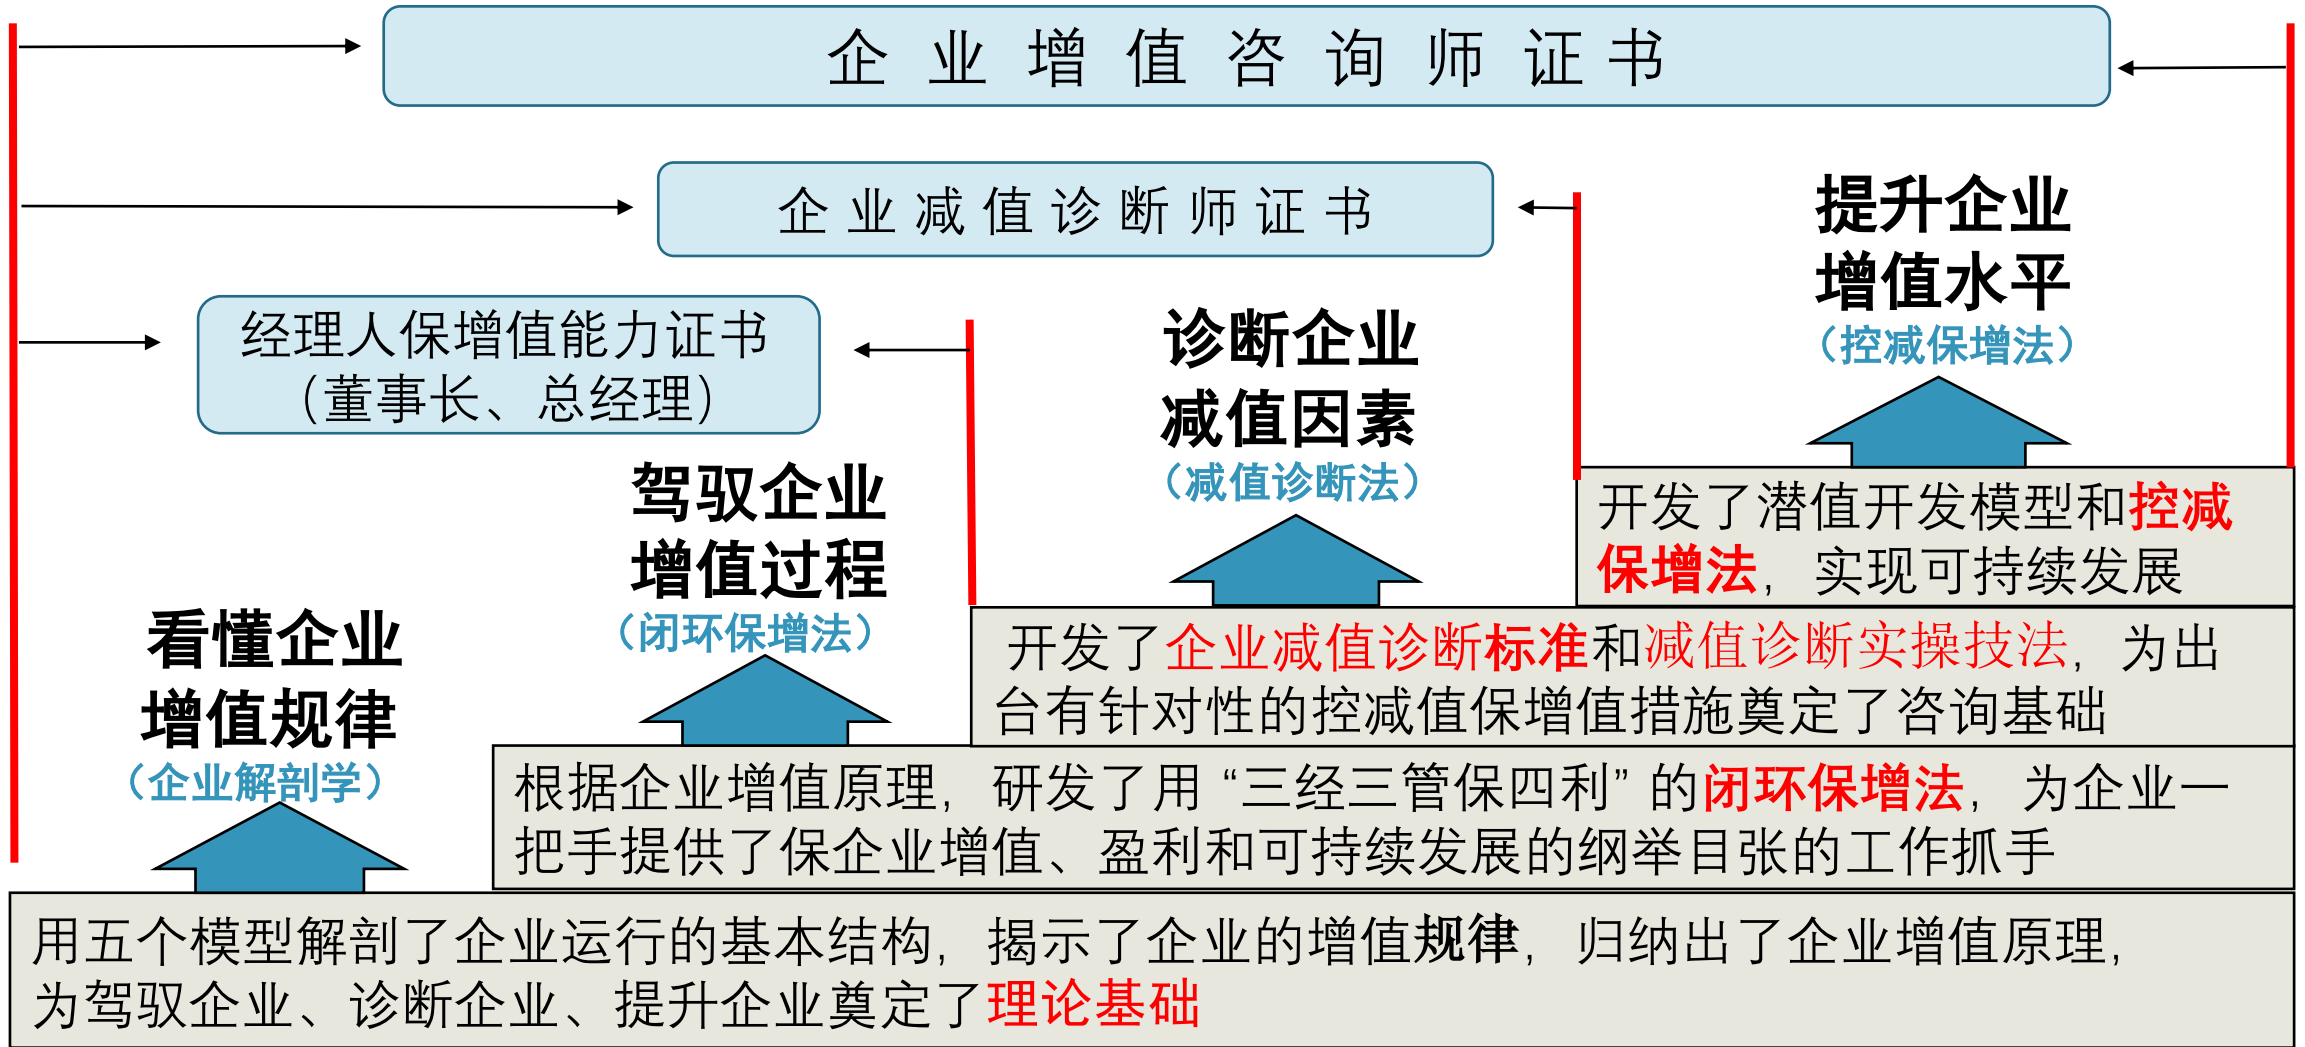 企业增值咨询师证书
企业减值诊断师证书
经理人保增值能力证书
（董事长、总经理）
提升企业
增值水平
（控减保增法）
诊断企业
减值因素
（减值诊断法）
驾驭企业
增值过程
（闭环保增法）
看懂企业
增值规律
（企业解剖学）
开发了潜值开发模型和控减
保增法，实现可持续发展
开发了企业减值诊断标准和减值诊断实操技法，为出
台有针对性的控减值保增值措施奠定了咨询基础
根据企业增值原理，研发了用“三经三管保四利”的闭环保增法，为企业一
把手提供了保企业增值、盈利和可持续发展的纲举目张的工作抓手
用五个模型解剖了企业运行的基本结构，揭示了企业的增值规律，归纳出了企业增值原理，
为驾驭企业、诊断企业、提升企业奠定了理论基础